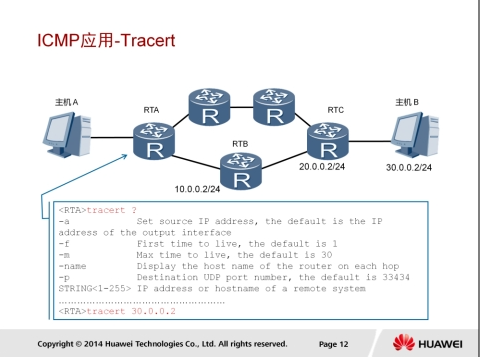 ICMP应用-Tracert
主机 A
RTA
RTC
主机 B
R
R
R
RTB
R
R
20.0.0.2/24
30.0.0.2/24
10.0.0.2/24
<RTA>tracert ?
-a Set source IP address, the default is the IP
address of the output interface
-f First time to live, the default is 1
-m Max time to live, the default is 30
-name Display the host name of the router on each hop
-p Destination UDP port number, the default is 33434
STRING<1-255> IP address or hostname of a remote system
………………………………………………
<RTA>tracert 30.0.0.2
Copyright © 2014 Huawei Technologies Co., Ltd. All rights reserved.
Page 12
HUAWEI